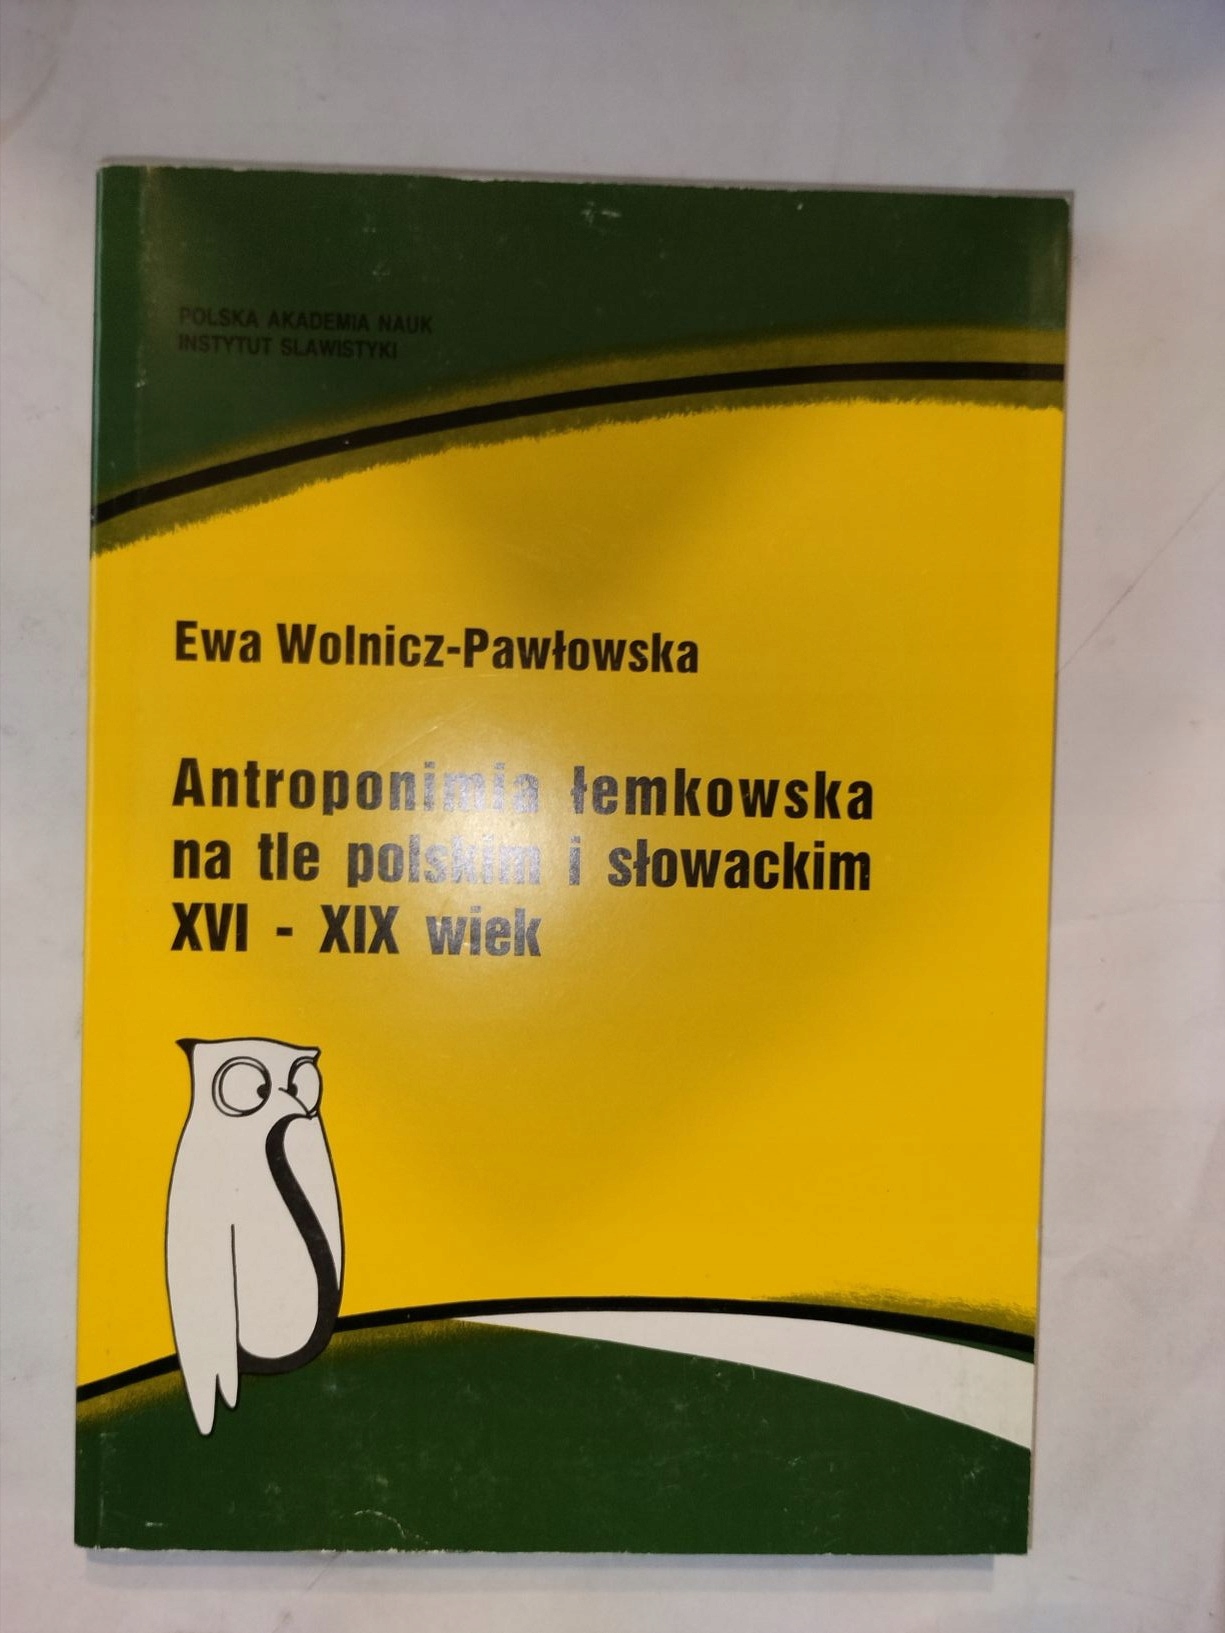 POLSKA AKADEMIA NAUK
INSTYTUT SLAWISTYKI
Ewa Wolnicz-Pawłowska
Antroponimia łemkowska
na tle polskim i słowackim
XVI - XIX wiek